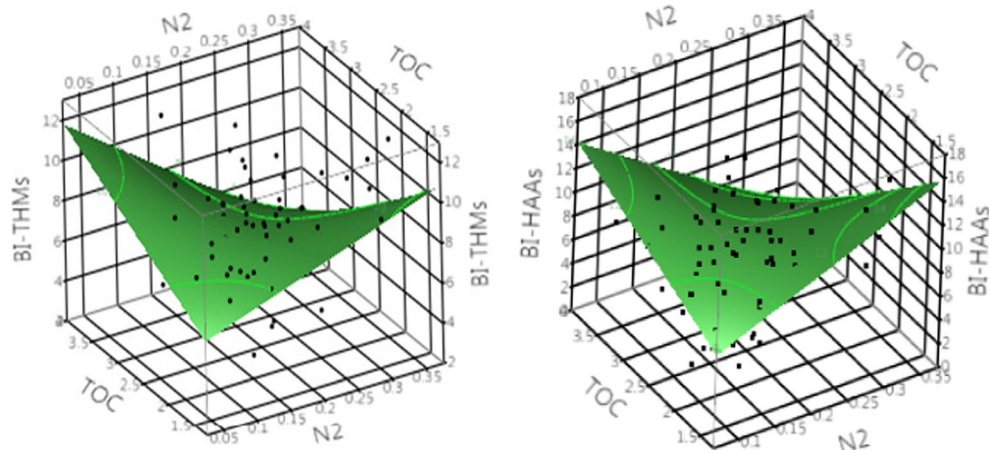 N2
0.05 0.1 0.15 0.2 0.25 0.3 0.35 4
3.5 3 2.5 2 1.5
TOC
12 10 8 6 4
BI-THMs
12 10 8 6 4 2
BI-THMs
3.5 3 2.5 2 1.5
TOC
0.05 0.1 0.15 0.2 0.25 0.3 0.35
N2
N2
0.1 0.15 0.2 0.25 0.3 0.35 4
3.5 3 2.5 2 1.5
TOC
18 16 14 12 10 8 6 4 2
BI-HAAs
18 16 14 12 10 8 6 4 2 0
BI-HAAs
3.5 3 2.5 2 1.5
TOC
0.1 0.15 0.2 0.25 0.3 0.35
N2